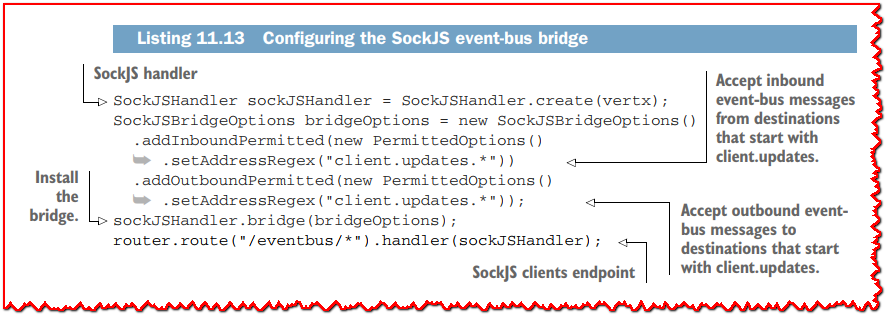 Listing 11.13 Configuring the SockJS event-bus bridge
SockJS handler
SockJSHandler sockJSHandler = SockJSHandler.create(vertx);
SockJSBridgeOptions bridgeOptions = new SockJSBridgeOptions()
.addInboundPermitted(new PermittedOptions()
.setAddressRegex("client.updates.*"))
.addOutboundPermitted(new PermittedOptions()
.setAddressRegex("client.updates.*"));
sockJSHandler.bridge(bridgeOptions);
router.route("/eventbus/*").handler(sockJSHandler);
Accept inbound
event-bus messages
from destinations
that start with
client.updates.
Install
the
bridge.
Accept outbound event-
bus messages to
destinations that start
with client.updates.
SockJS clients endpoint